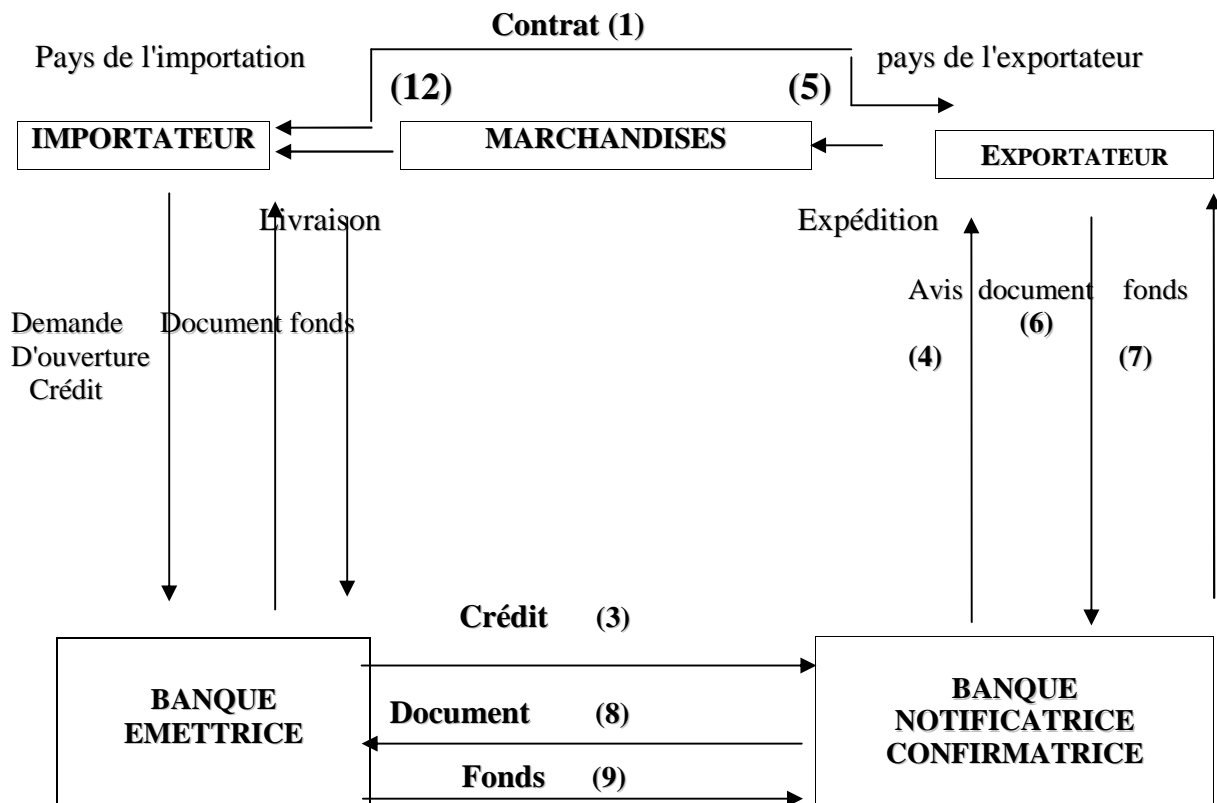 Contrat (1)
Pays de l'importation
pays de l'exportateur
(12)
(5)
IMPORTATEUR
MARCHANDISES
EXPORTATEUR
Livraison
Expédition
Avis document fonds
(6)
(4)
(7)
Demande
Document fonds
D'ouverture
Crédit
Crédit (3)
BANQUE
EMETTRICE
Document (8)
Fonds (9)
BANQUE
NOTIFICATRICE
CONFIRMATRICE